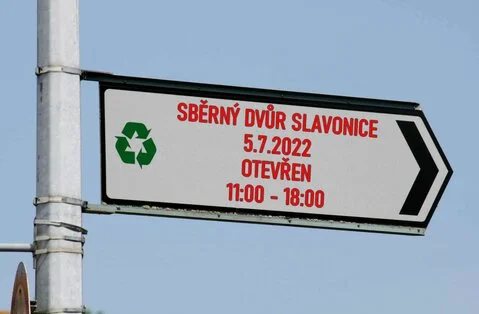 SBĚRNÝ DVŮR SLAVONICE
5.7.2022
OTEVŘEN
11:00 - 18:00